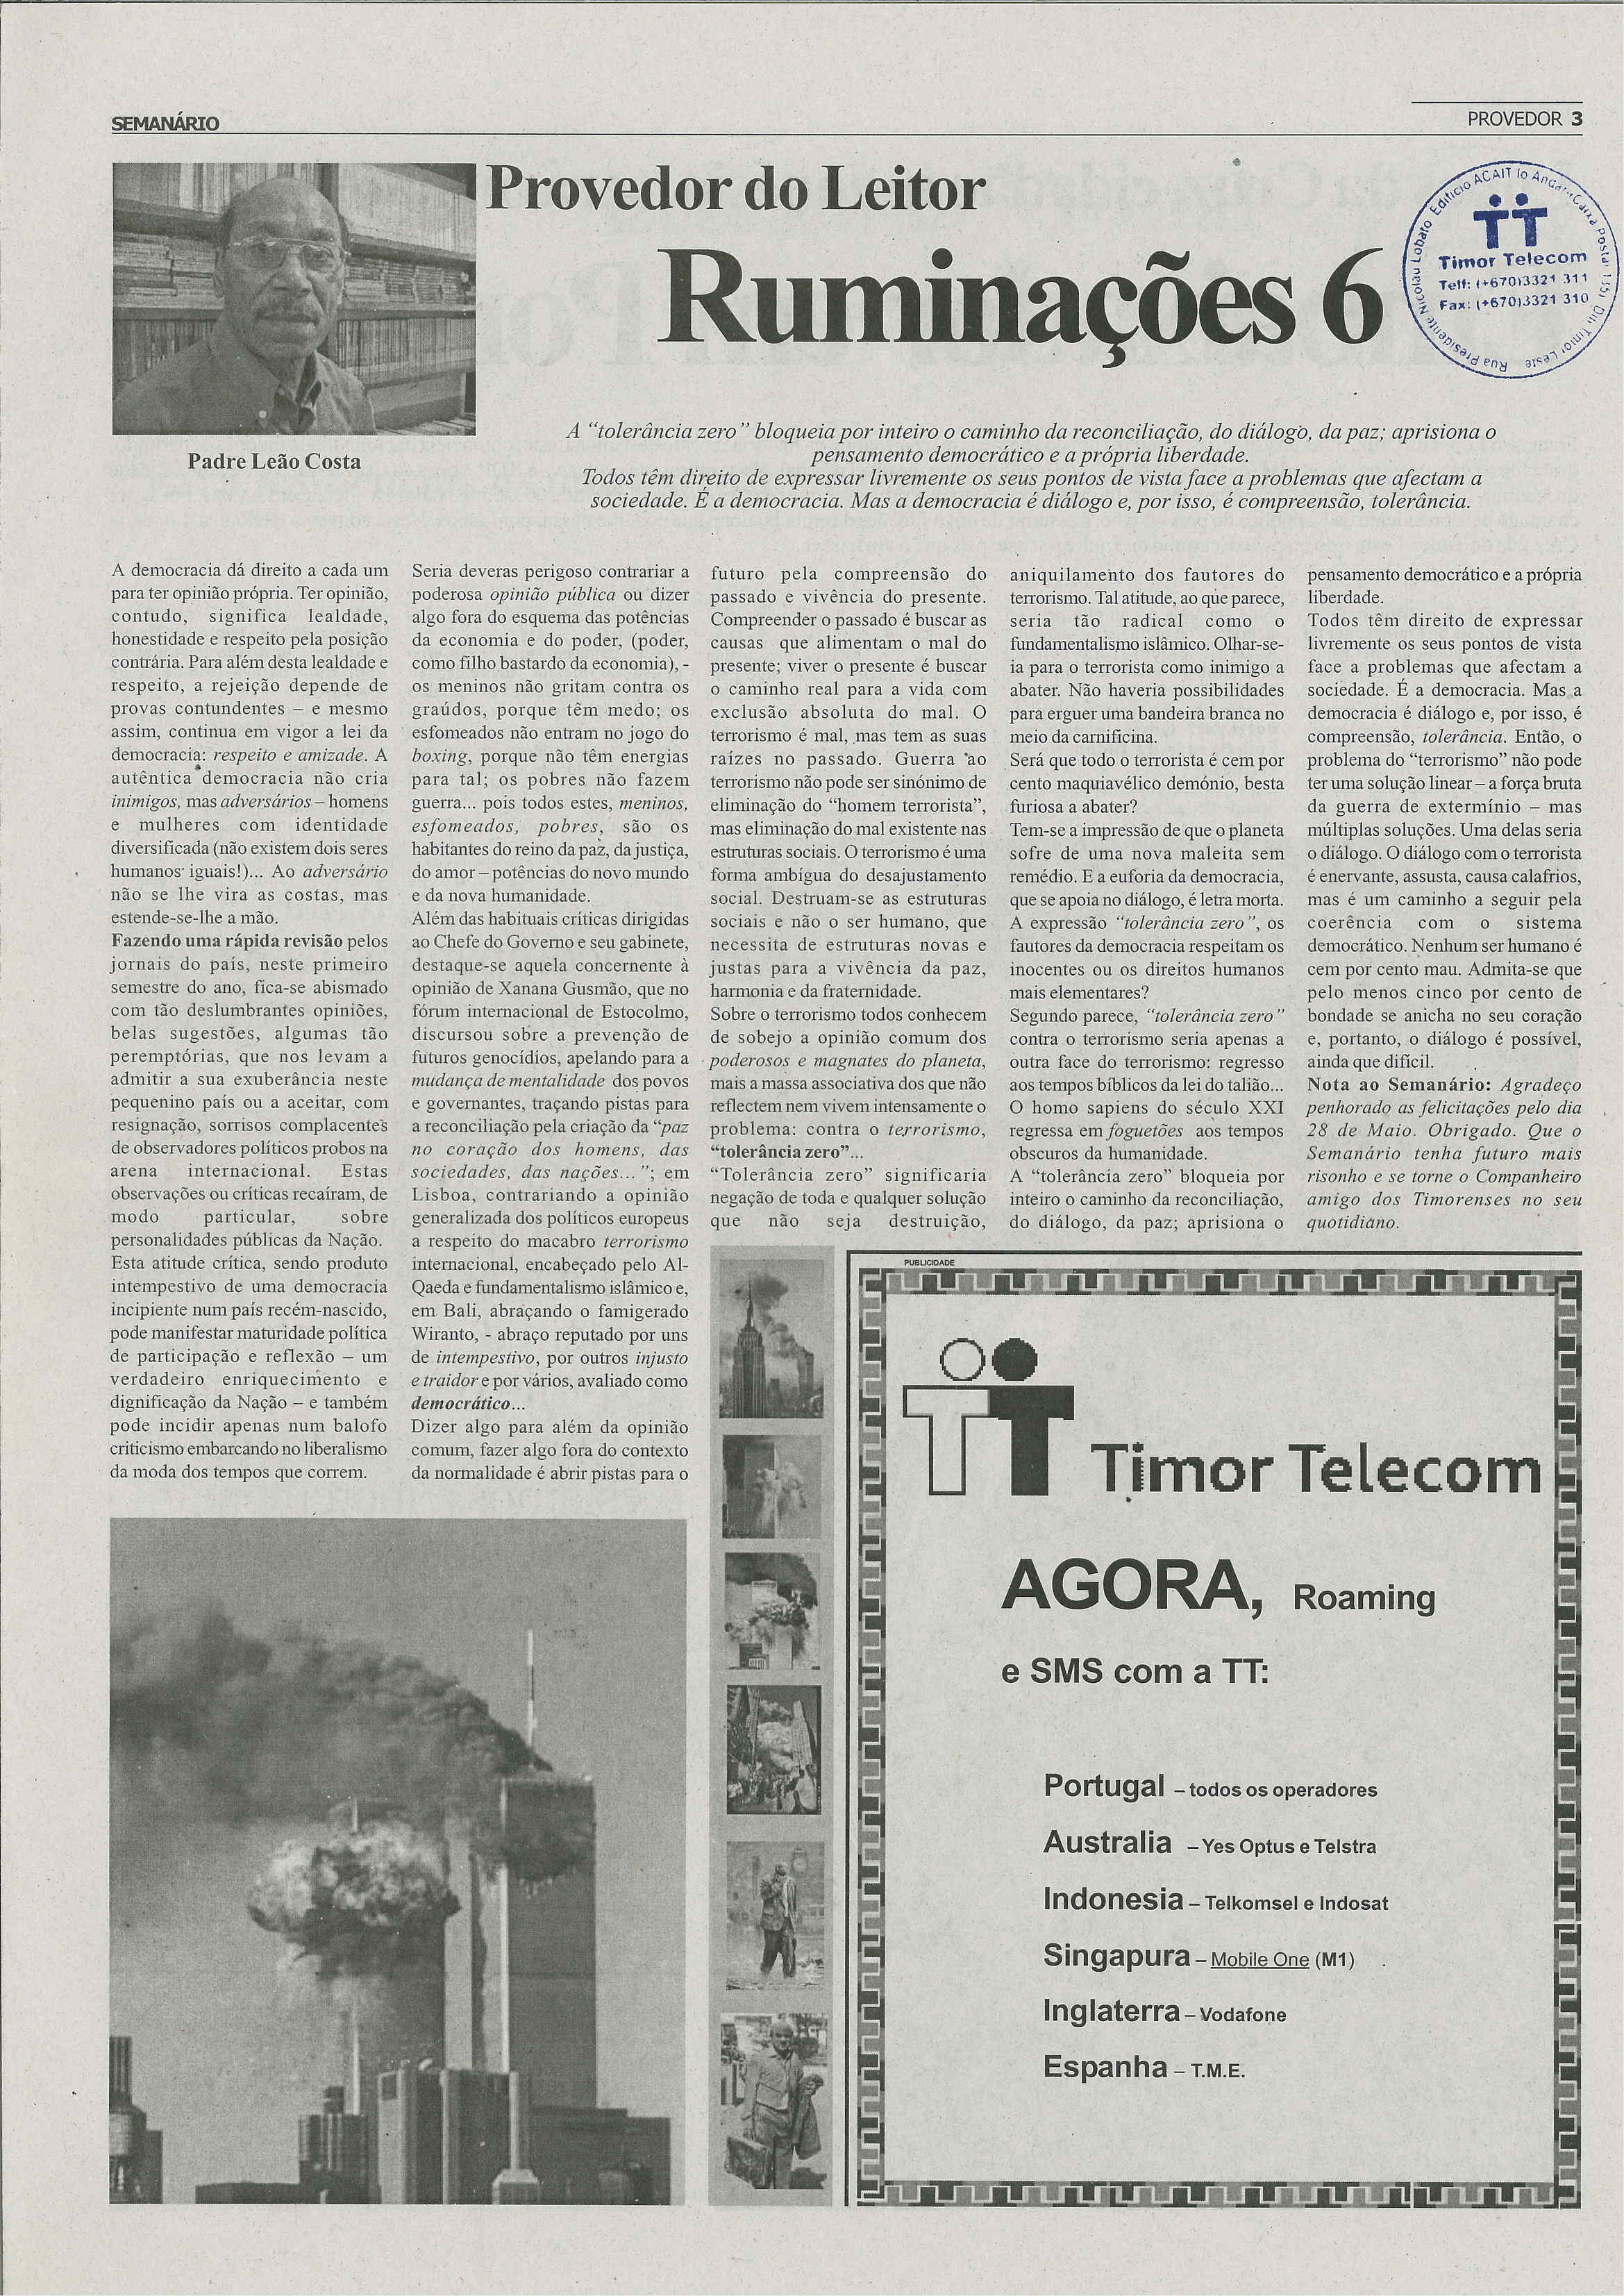 SEMANÁRIO
PROVEDOR 3
Provedor do Leitor
Ruminações 6
Edifício ACAIT 1o Andar Caixa Postal 135, Dili, Timor Leste
Rua Presidente Nicolau Lobato
Timor Telecom
Telf: (+670)3321 311
Fax: (+670)3321 310
Padre Leão Costa
A “tolerância zero” bloqueia por inteiro o caminho da reconciliação, do diálogo, da paz; aprisiona o
pensamento democrático e a própria liberdade.
Todos têm direito de expressar livremente os seus pontos de vista face a problemas que afectam a
sociedade. É a democracia. Mas a democracia é diálogo e, por isso, é compreensão, tolerância.
A democracia dá direito a cada um
para ter opinião própria. Ter opinião,
contudo, significa lealdade,
honestidade e respeito pela posição
contrária. Para além desta lealdade e
respeito, a rejeição depende de
provas contundentes – e mesmo
assim, continua em vigor a lei da
democracia: respeito e amizade. A
autêntica democracia não cria
inimigos, mas adversários – homens
e mulheres com identidade
diversificada (não existem dois seres
humanos iguais!)... Ao adversário
não se lhe vira as costas, mas
estende-se-lhe a mão.
Fazendo uma rápida revisão pelos
jornais do país, neste primeiro
semestre do ano, fica-se abismado
com tão deslumbrantes opiniões,
belas sugestões, algumas tão
peremptórias, que nos levam a
admitir a sua exuberância neste
pequenino país ou a aceitar, com
resignação, sorrisos complacentes
de observadores políticos probos na
arena internacional. Estas
observações ou críticas recaíram, de
modo particular, sobre
personalidades públicas da Nação.
Esta atitude crítica, sendo produto
intempestivo de uma democracia
incipiente num país recém-nascido,
pode manifestar maturidade política
de participação e reflexão – um
verdadeiro enriquecimento e
dignificação da Nação – e também
pode incidir apenas num balofo
criticismo embarcando no liberalismo
da moda dos tempos que correm.
Seria deveras perigoso contrariar a
poderosa opinião pública ou dizer
algo fora do esquema das potências
da economia e do poder, (poder,
como filho bastardo da economia), -
os meninos não gritam contra os
graúdos, porque têm medo; os
esfomeados não entram no jogo do
boxing, porque não têm energias
para tal; os pobres não fazem
guerra... pois todos estes, meninos,
esfomeados, pobres, são os
habitantes do reino da paz, da justiça,
do amor – potências do novo mundo
e da nova humanidade.
Além das habituais críticas dirigidas
ao Chefe do Governo e seu gabinete,
destaque-se aquela concernente à
opinião de Xanana Gusmão, que no
fórum internacional de Estocolmo,
discursou sobre a prevenção de
futuros genocídios, apelando para a
mudança de mentalidade dos povos
e governantes, traçando pistas para
a reconciliação pela criação da “paz
no coração dos homens, das
sociedades, das nações...”; em
Lisboa, contrariando a opinião
generalizada dos políticos europeus
a respeito do macabro terrorismo
internacional, encabeçado pelo Al-
Qaeda e fundamentalismo islâmico e,
em Bali, abraçando o famigerado
Wiranto, - abraço reputado por uns
de intempestivo, por outros injusto
e traidor e por vários, avaliado como
democrático...
Dizer algo para além da opinião
comum, fazer algo fora do contexto
da normalidade é abrir pistas para o
futuro pela compreensão do
passado e vivência do presente.
Compreender o passado é buscar as
causas que alimentam o mal do
presente; viver o presente é buscar
o caminho real para a vida com
exclusão absoluta do mal. O
terrorismo é mal, mas tem as suas
raízes no passado. Guerra ao
terrorismo não pode ser sinónimo de
eliminação do “homem terrorista”,
mas eliminação do mal existente nas
estruturas sociais. O terrorismo é uma
forma ambígua do desajustamento
social. Destruam-se as estruturas
sociais e não o ser humano, que
necessita de estruturas novas e
justas para a vivência da paz,
harmonia e da fraternidade.
Sobre o terrorismo todos conhecem
de sobejo a opinião comum dos
poderosos e magnates do planeta,
mais a massa associativa dos que não
reflectem nem vivem intensamente o
problema: contra o terrorismo,
“tolerância zero”...
“Tolerância zero” significaria
negação de toda e qualquer solução
que não seja destruição,
aniquilamento dos fautores do
terrorismo. Tal atitude, ao que parece,
seria tão radical como o
fundamentalismo islâmico. Olhar-se-
ia para o terrorista como inimigo a
abater. Não haveria possibilidades
para erguer uma bandeira branca no
meio da carnificina.
Será que todo o terrorista é cem por
cento maquiavélico demónio, besta
furiosa a abater?
Tem-se a impressão de que o planeta
sofre de uma nova maleita sem
remédio. E a euforia da democracia,
que se apoia no diálogo, é letra morta.
A expressão “tolerância zero”, os
fautores da democracia respeitam os
inocentes ou os direitos humanos
mais elementares?
Segundo parece, “tolerância zero”
contra o terrorismo seria apenas a
outra face do terrorismo: regresso
aos tempos bíblicos da lei do talião...
O homo sapiens do século XXI
regressa em foguetões aos tempos
obscuros da humanidade.
A “tolerância zero” bloqueia por
inteiro o caminho da reconciliação,
do diálogo, da paz; aprisiona o
pensamento democrático e a própria
liberdade.
Todos têm direito de expressar
livremente os seus pontos de vista
face a problemas que afectam a
sociedade. É a democracia. Mas a
democracia é diálogo e, por isso, é
compreensão, tolerância. Então, o
problema do “terrorismo” não pode
ter uma solução linear – a força bruta
da guerra de extermínio – mas
múltiplas soluções. Uma delas seria
o diálogo. O diálogo com o terrorista
é enervante, assusta, causa calafrios,
mas é um caminho a seguir pela
coerência com o sistema
democrático. Nenhum ser humano é
cem por cento mau. Admita-se que
pelo menos cinco por cento de
bondade se anicha no seu coração
e, portanto, o diálogo é possível,
ainda que difícil.
Nota ao Semanário: Agradeço
penhorado as felicitações pelo dia
28 de Maio. Obrigado. Que o
Semanário tenha futuro mais
risonho e se torne o Companheiro
amigo dos Timorenses no seu
quotidiano.
PUBLICIDADE
Timor Telecom
AGORA, Roaming
e SMS com a TT:
Portugal – todos os operadores
Australia – Yes Optus e Telstra
Indonesia – Telkomsel e Indosat
Singapura – Mobile One (M1)
Inglaterra – Vodafone
Espanha – T.M.E.